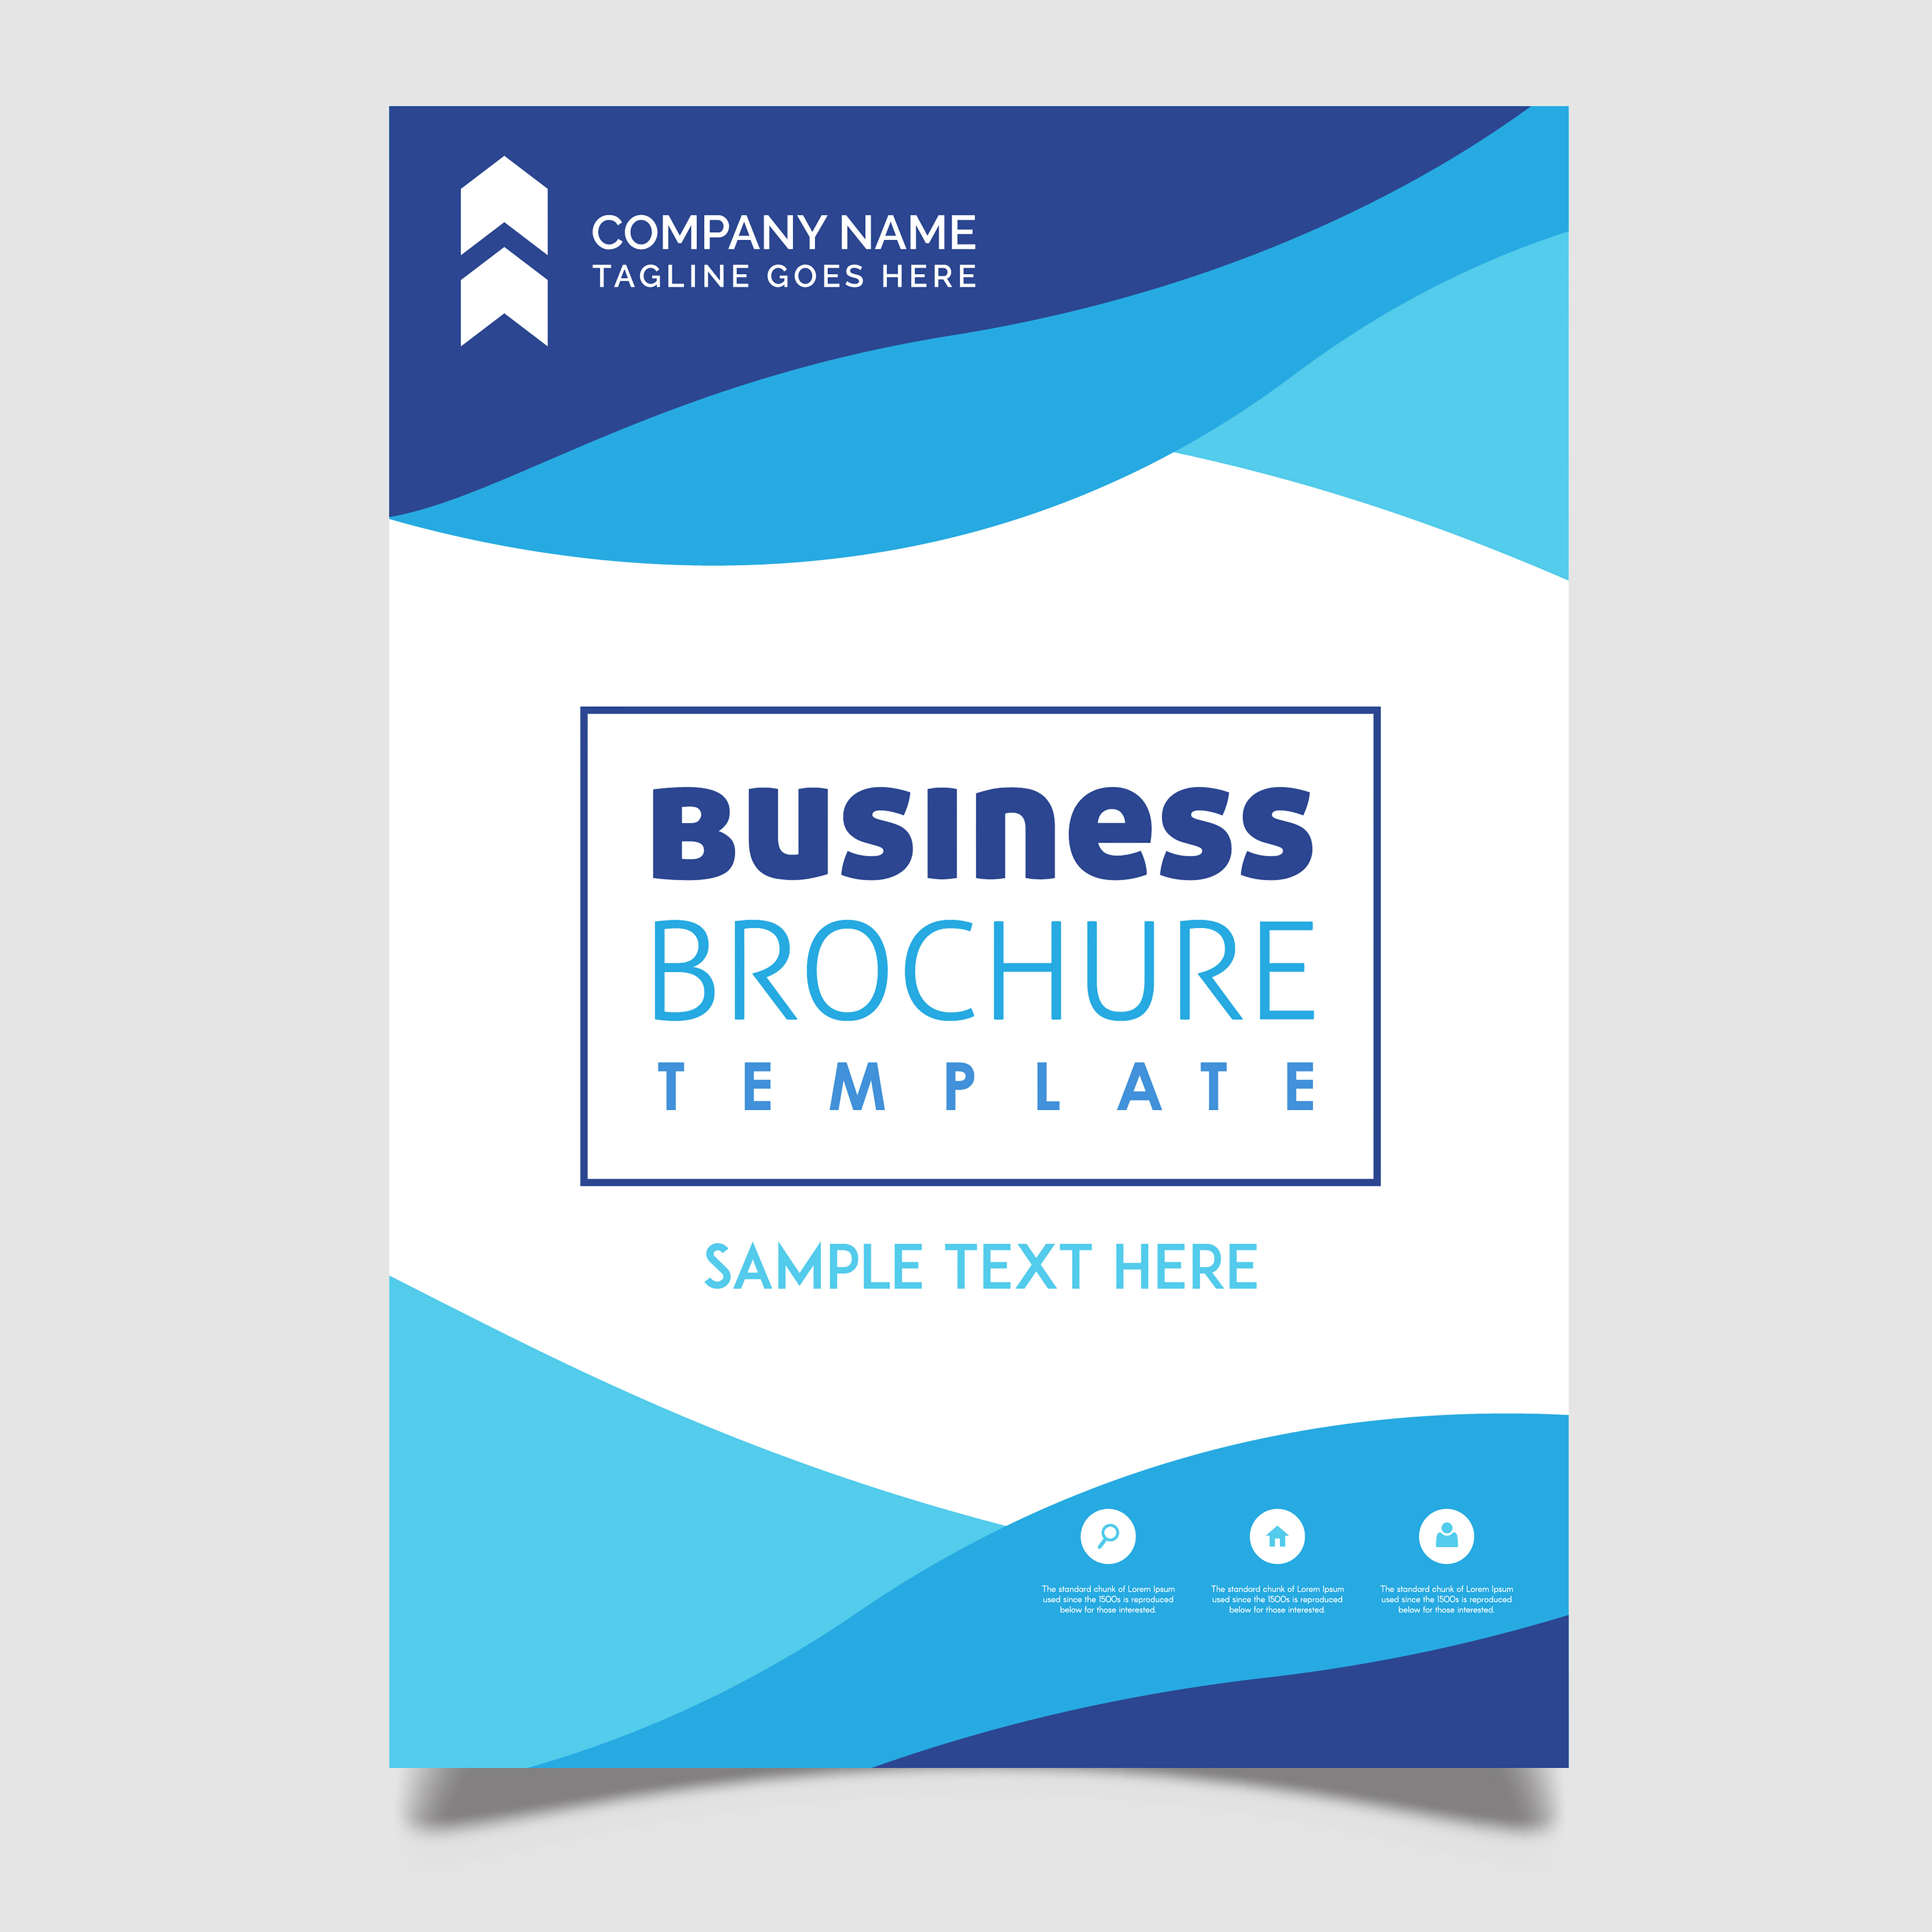 COMPANY NAME
TAGLINE GOES HERE
BUSINESS
BROCHURE
TEMPLATE
SAMPLE TEXT HERE
The standard chunk of Lorem Ipsum
used since the 1500s is reproduced
below for those interested.
The standard chunk of Lorem Ipsum
used since the 1500s is reproduced
below for those interested.
The standard chunk of Lorem Ipsum
used since the 1500s is reproduced
below for those interested.